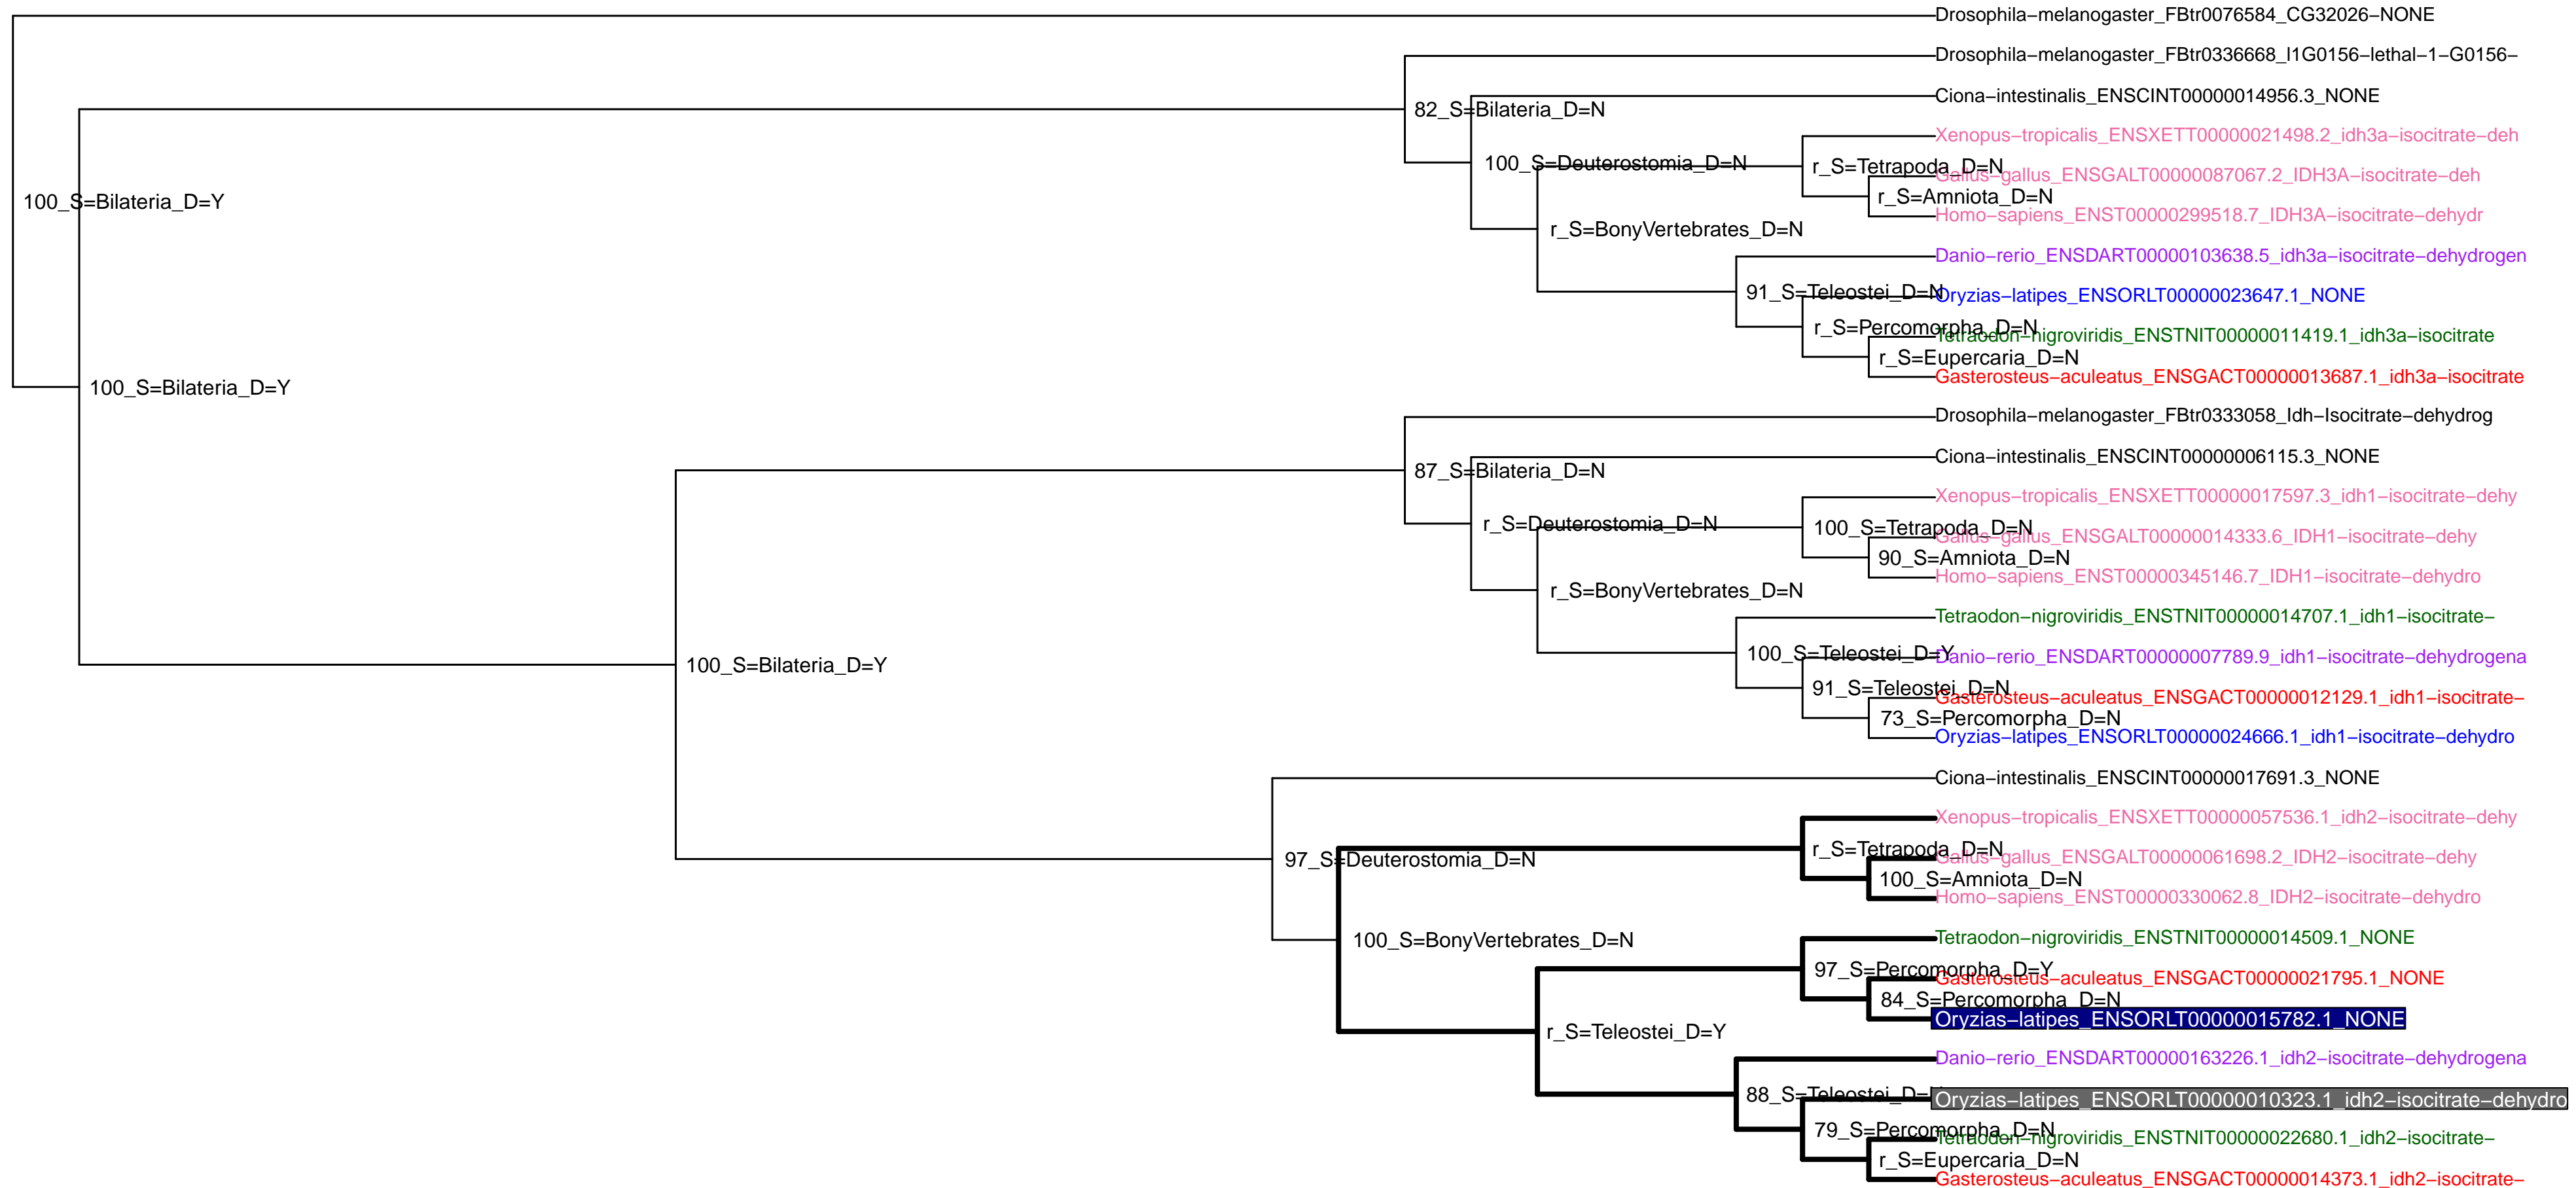 Drosophila−melanogaster_FBtr0076584_CG32026−NONE
Drosophila−melanogaster_FBtr0336668_l1G0156−lethal−1−G0156−
Ciona−intestinalis_ENSCINT00000014956.3_NONE
82_S=Bilateria_D=N
Xenopus−tropicalis_ENSXETT00000021498.2_idh3a−isocitrate−deh
100_S=Deuterostomia_D=N
r_S=Tetrapoda_D=N
Gallus−gallus_ENSGALT00000087067.2_IDH3A−isocitrate−deh
r_S=Amniota_D=N
100_S=Bilateria_D=Y
Homo−sapiens_ENST00000299518.7_IDH3A−isocitrate−dehydr
r_S=BonyVertebrates_D=N
Danio−rerio_ENSDART00000103638.5_idh3a−isocitrate−dehydrogen
91_S=Teleostei_D=N
Oryzias−latipes_ENSORLT00000023647.1_NONE
r_S=Percomorpha_D=N
Tetraodon−nigroviridis_ENSTNIT00000011419.1_idh3a−isocitrate
r_S=Eupercaria_D=N
Gasterosteus−aculeatus_ENSGACT00000013687.1_idh3a−isocitrate
100_S=Bilateria_D=Y
Drosophila−melanogaster_FBtr0333058_Idh−Isocitrate−dehydrog
Ciona−intestinalis_ENSCINT00000006115.3_NONE
87_S=Bilateria_D=N
Xenopus−tropicalis_ENSXETT00000017597.3_idh1−isocitrate−dehy
r_S=Deuterostomia_D=N
100_S=Tetrapoda_D=N
Gallus−gallus_ENSGALT00000014333.6_IDH1−isocitrate−dehy
90_S=Amniota_D=N
Homo−sapiens_ENST00000345146.7_IDH1−isocitrate−dehydro
r_S=BonyVertebrates_D=N
Tetraodon−nigroviridis_ENSTNIT00000014707.1_idh1−isocitrate−
100_S=Teleostei_D=Y
Danio−rerio_ENSDART00000007789.9_idh1−isocitrate−dehydrogena
100_S=Bilateria_D=Y
91_S=Teleostei_D=N
Gasterosteus−aculeatus_ENSGACT00000012129.1_idh1−isocitrate−
73_S=Percomorpha_D=N
Oryzias−latipes_ENSORLT00000024666.1_idh1−isocitrate−dehydro
Ciona−intestinalis_ENSCINT00000017691.3_NONE
Xenopus−tropicalis_ENSXETT00000057536.1_idh2−isocitrate−dehy
r_S=Tetrapoda_D=N
97_S=Deuterostomia_D=N
Gallus−gallus_ENSGALT00000061698.2_IDH2−isocitrate−dehy
100_S=Amniota_D=N
Homo−sapiens_ENST00000330062.8_IDH2−isocitrate−dehydro
100_S=BonyVertebrates_D=N
Tetraodon−nigroviridis_ENSTNIT00000014509.1_NONE
97_S=Percomorpha_D=Y
Gasterosteus−aculeatus_ENSGACT00000021795.1_NONE
84_S=Percomorpha_D=N
Oryzias−latipes_ENSORLT00000015782.1_NONE
r_S=Teleostei_D=Y
Danio−rerio_ENSDART00000163226.1_idh2−isocitrate−dehydrogena
88_S=Teleostei_D=
Oryzias−latipes_ENSORLT00000010323.1_idh2−isocitrate−dehydro
79_S=Percomorpha_D=N
Tetraodon−nigroviridis_ENSTNIT00000022680.1_idh2−isocitrate−
r_S=Eupercaria_D=N
Gasterosteus−aculeatus_ENSGACT00000014373.1_idh2−isocitrate−